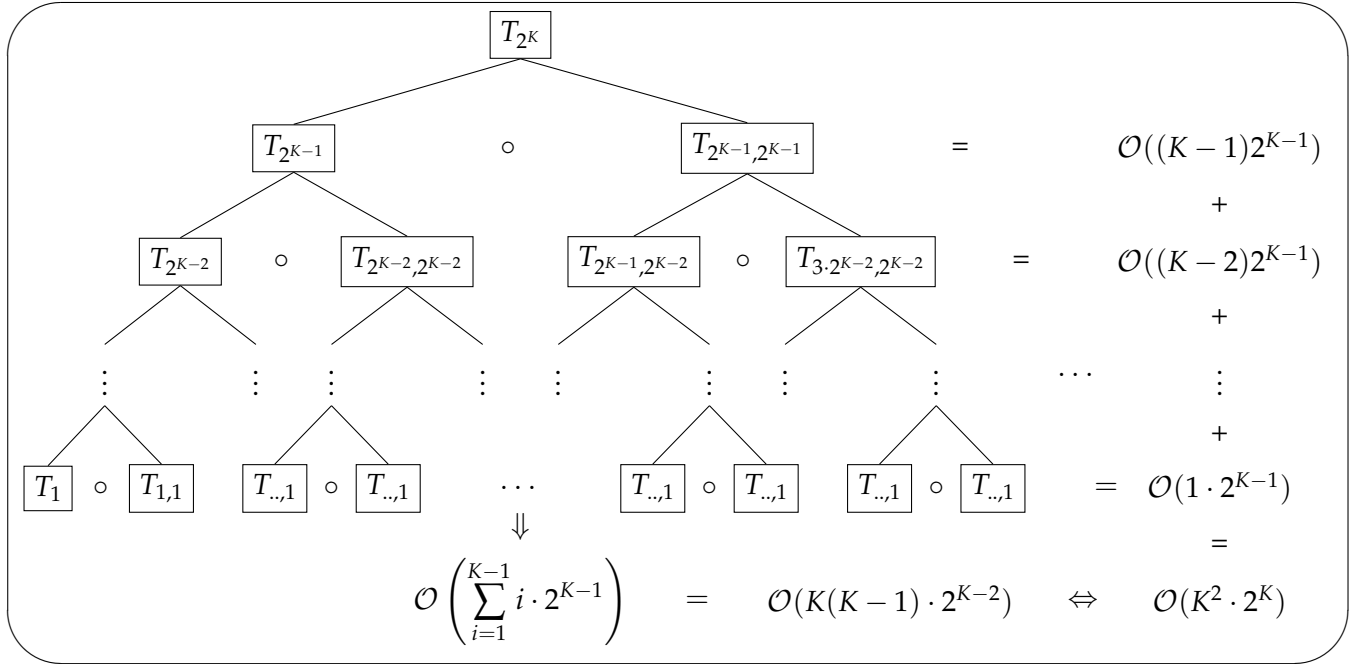 T_{2^K}
T_{2^{K−1}} ∘ T_{2^{K−1},2^{K−1}} = 𝒪((K − 1)2^{K−1})
+
T_{2^{K−2}} ∘ T_{2^{K−2},2^{K−2}} T_{2^{K−1},2^{K−2}} ∘ T_{3·2^{K−2},2^{K−2}} = 𝒪((K − 2)2^{K−1})
+
⋮ ⋮ ⋮ ⋮ ⋮ ⋮ ⋮ ⋮ ⋯ ⋮
+
T_1 ∘ T_{1,1} T_{..,1} ∘ T_{..,1} ⋯ T_{..,1} ∘ T_{..,1} T_{..,1} ∘ T_{..,1} = 𝒪(1 · 2^{K−1})
⇓ =
𝒪(∑_{i=1}^{K−1} i · 2^{K−1}) = 𝒪(K(K − 1) · 2^{K−2}) ⇔ 𝒪(K^2 · 2^K)